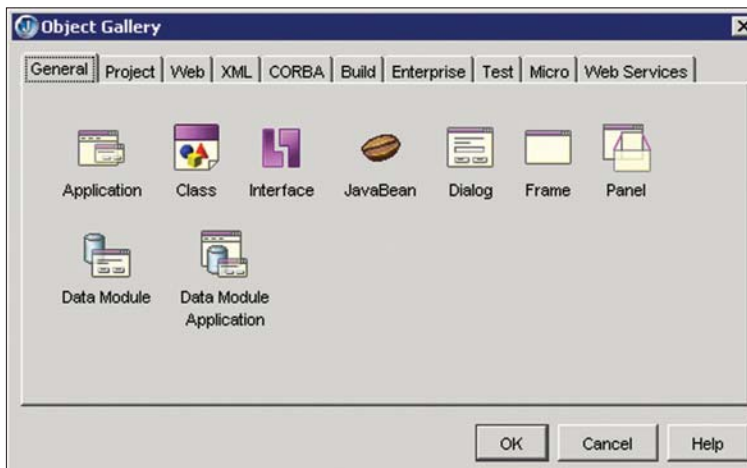 Object Gallery
General Project Web XML CORBA Build Enterprise Test Micro Web Services
Application Class Interface JavaBean Dialog Frame Panel
Data Module Data Module
Application
OK Cancel Help